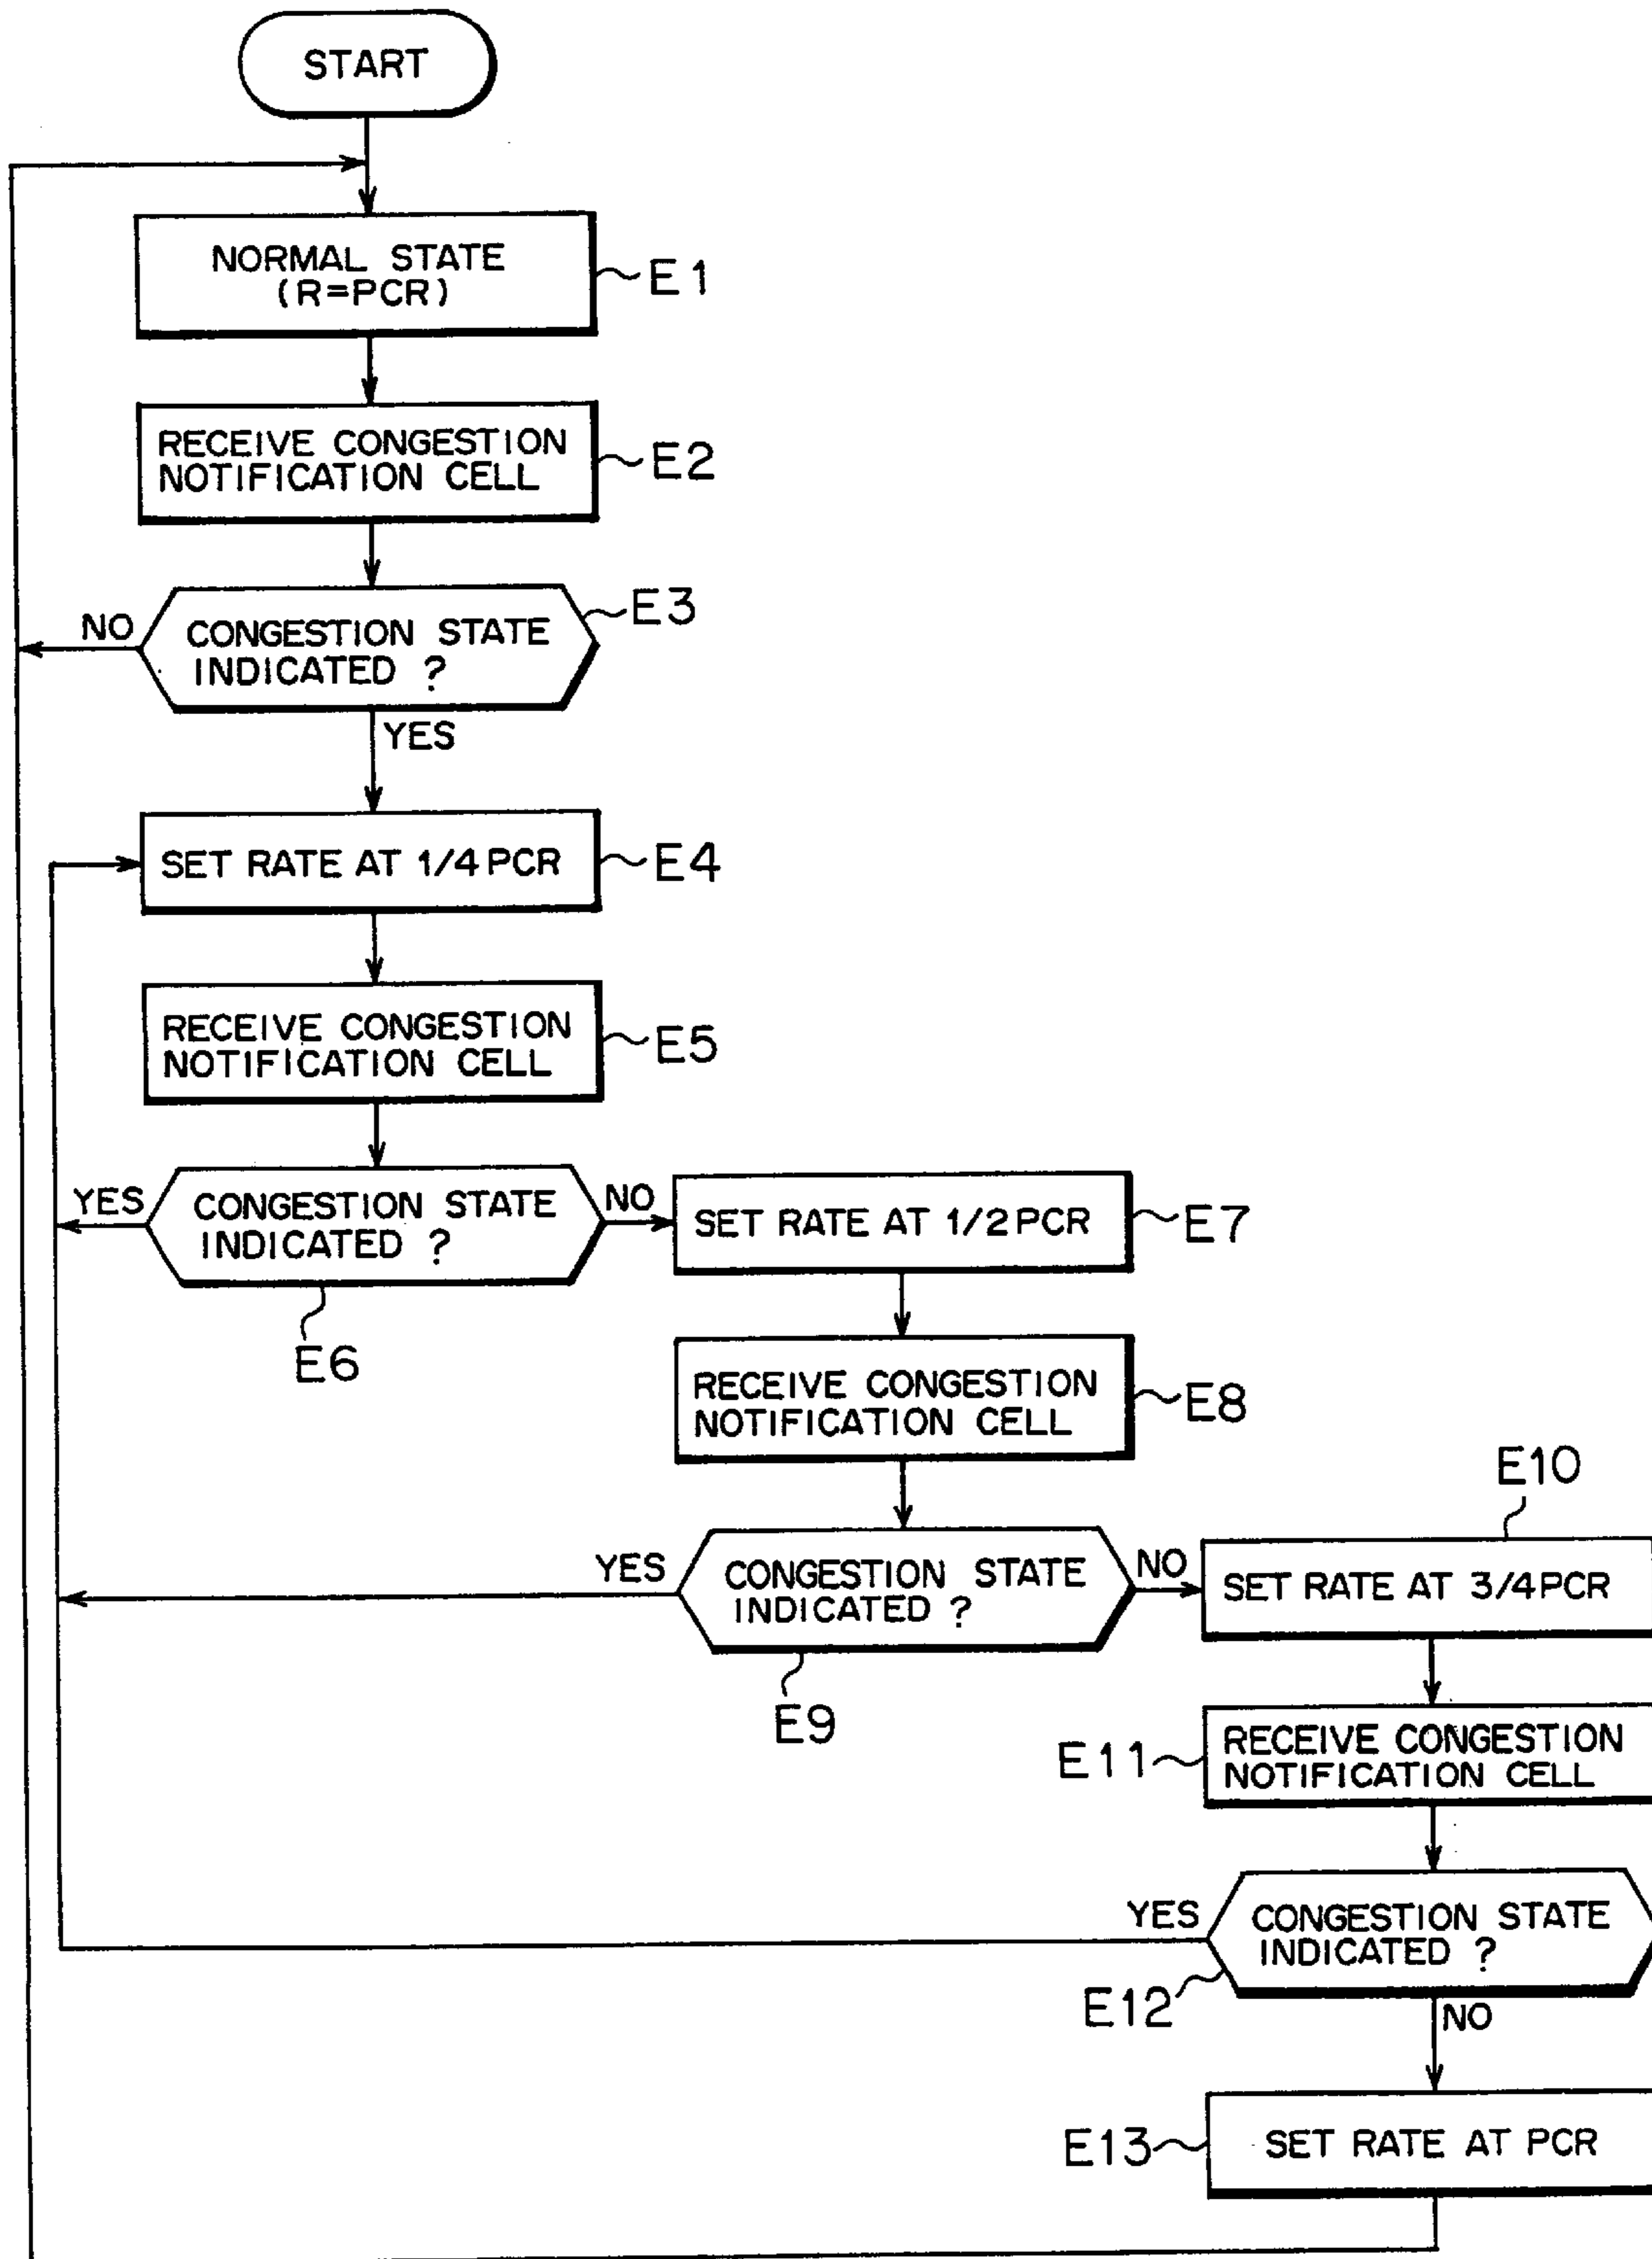 START
NORMAL STATE
(R=PCR)
E1
RECEIVE CONGESTION
NOTIFICATION CELL
E2
CONGESTION STATE
INDICATED ?
E3
NO
YES
SET RATE AT 1/4 PCR
E4
RECEIVE CONGESTION
NOTIFICATION CELL
E5
YES
CONGESTION STATE
INDICATED ?
NO
E6
SET RATE AT 1/2 PCR
E7
RECEIVE CONGESTION
NOTIFICATION CELL
E8
YES
CONGESTION STATE
INDICATED ?
NO
E9
E10
SET RATE AT 3/4 PCR
E11
RECEIVE CONGESTION
NOTIFICATION CELL
YES
CONGESTION STATE
INDICATED ?
E12
NO
E13
SET RATE AT PCR